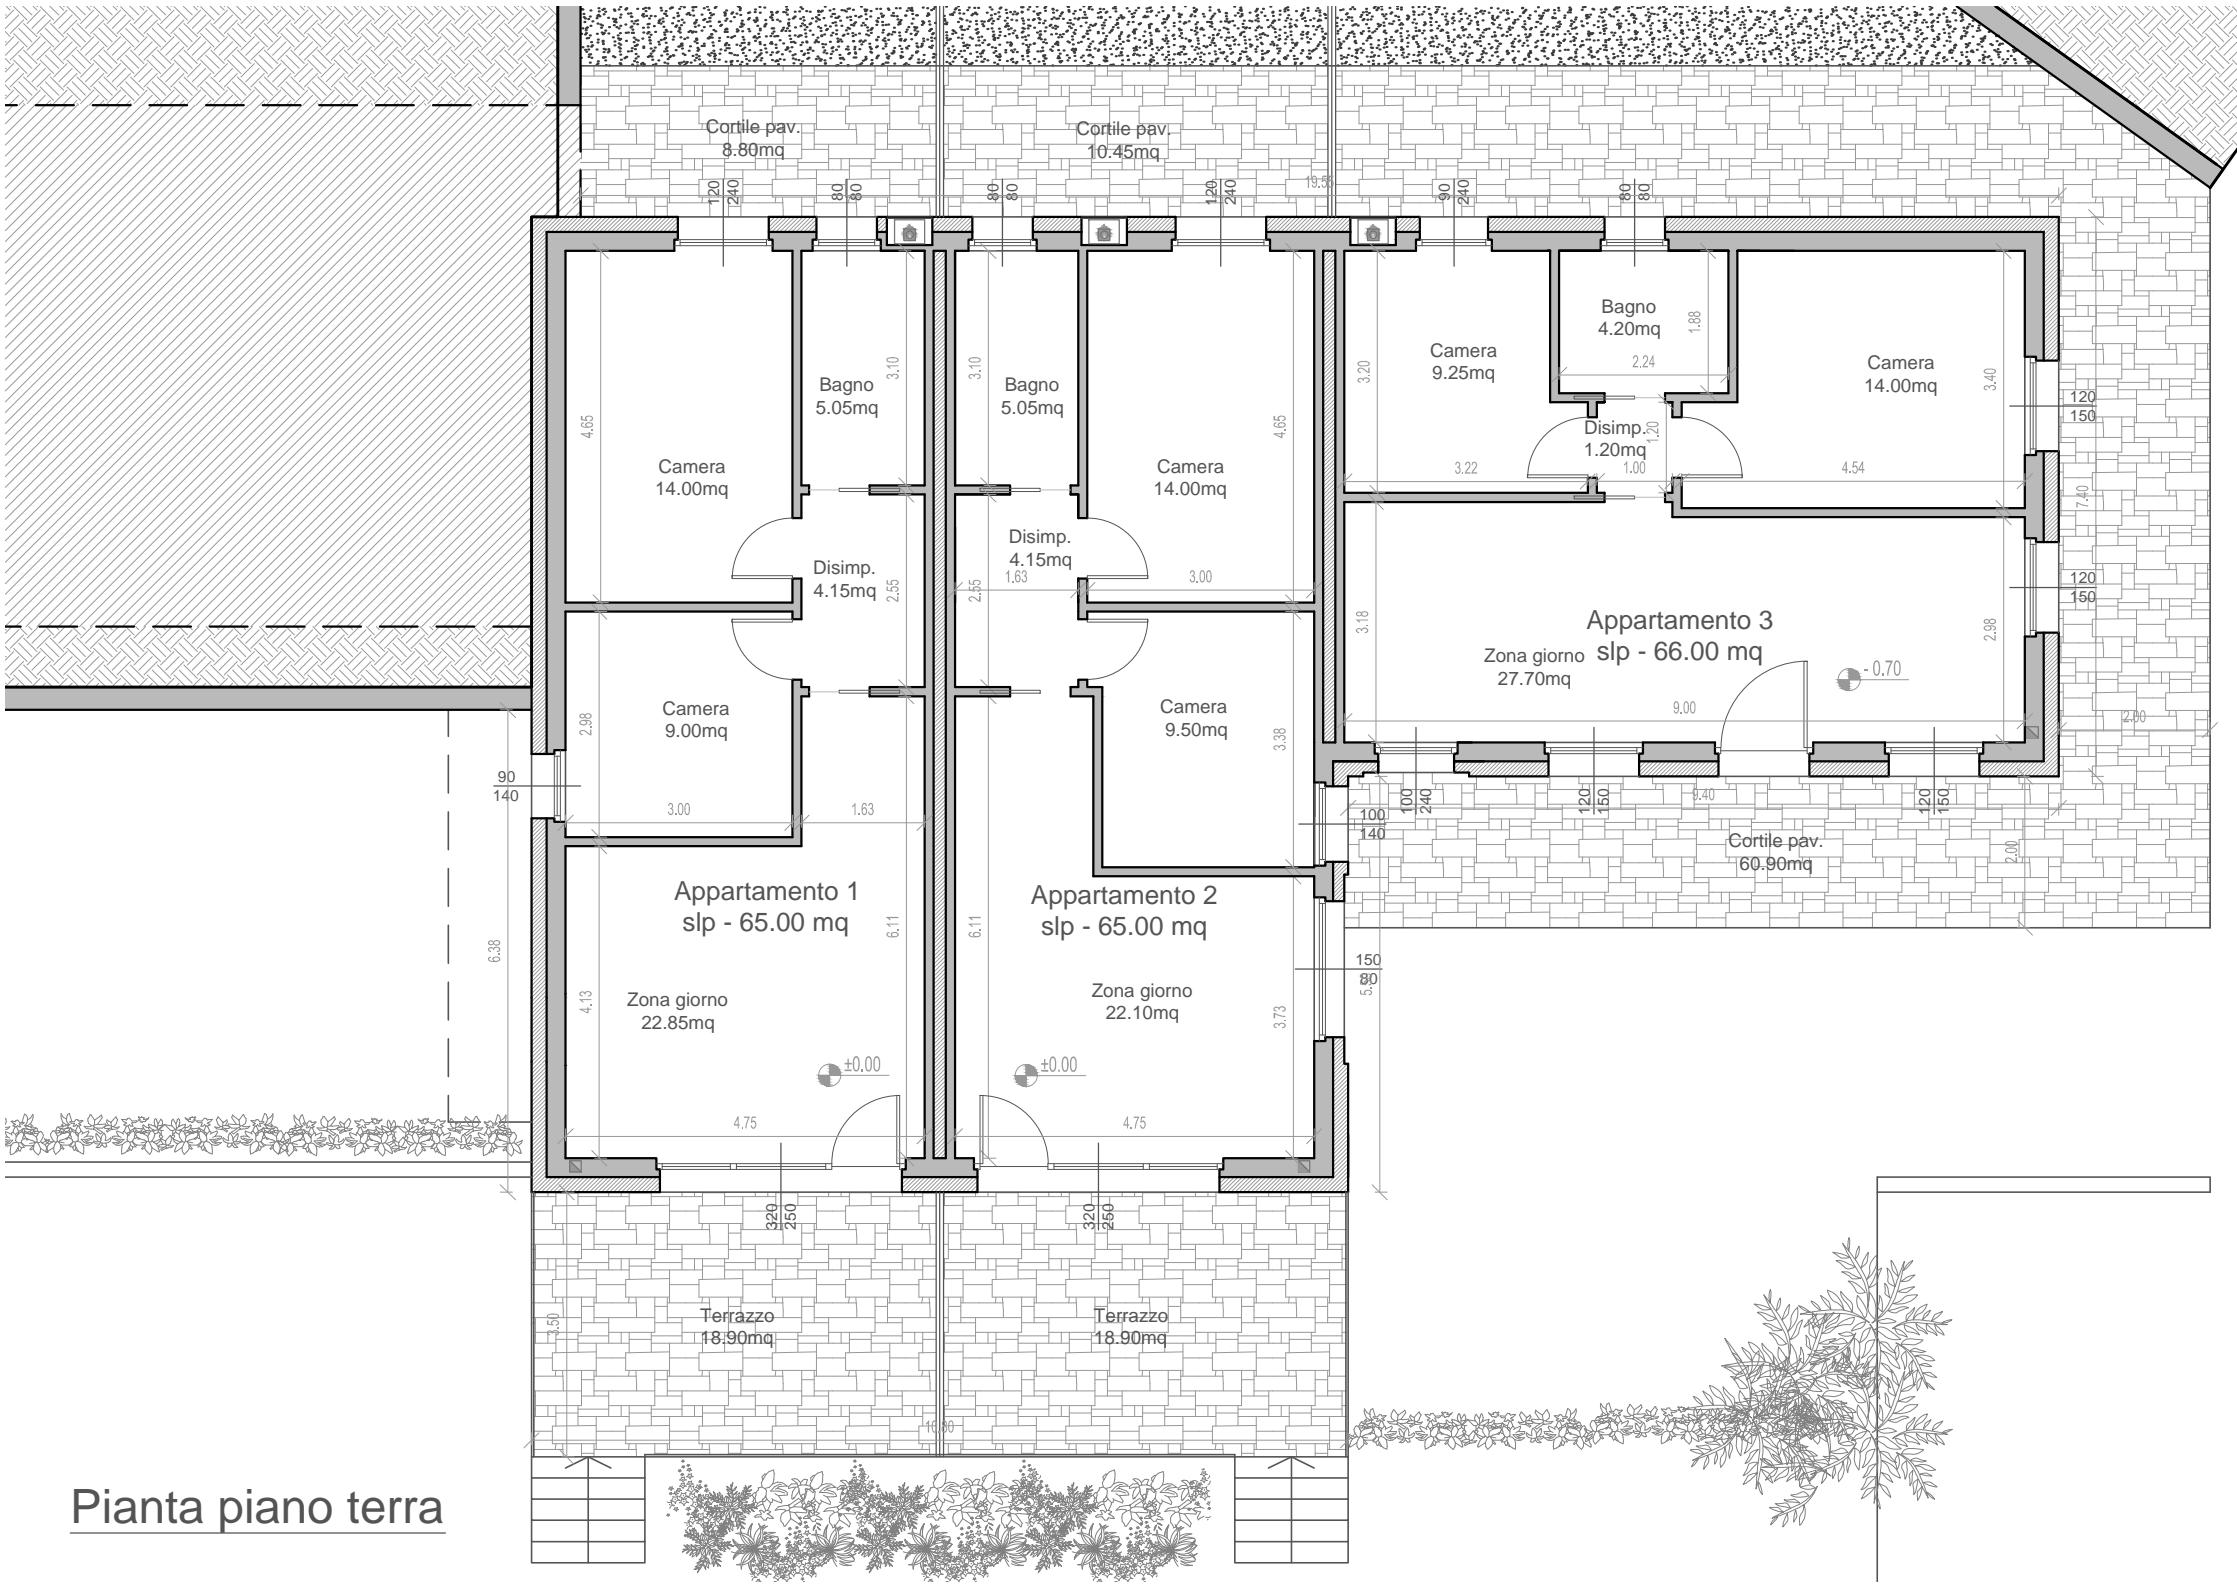 Cortile pav.
8.80mq
Cortile pav.
10.45mq
120
240
80
80
80
80
120
240
19.55
90
240
80
80
Camera
14.00mq
4.65
Bagno
5.05mq
3.10
3.10
Bagno
5.05mq
Camera
14.00mq
4.65
Camera
9.25mq
3.20
3.22
Bagno
4.20mq
1.88
2.24
Disimp.
1.20mq
1.20
1.00
Camera
14.00mq
3.40
4.54
120
150
7.40
120
150
Disimp.
4.15mq
2.55
Disimp.
4.15mq
2.55
1.63
3.00
Appartamento 3
slp - 66.00 mq
Zona giorno
27.70mq
3.18
2.98
- 0.70
9.00
2.00
Camera
9.00mq
2.98
3.00
1.63
90
140
Camera
9.50mq
3.38
100
140
100
240
120
150
9.40
120
150
Cortile pav.
60.90mq
2.00
Appartamento 1
slp - 65.00 mq
6.11
Appartamento 2
slp - 65.00 mq
6.11
6.38
4.13
Zona giorno
22.85mq
Zona giorno
22.10mq
3.73
150
80
±0.00
±0.00
4.75
4.75
320
250
320
250
Terrazzo
18.90mq
Terrazzo
18.90mq
3.50
10.80
Pianta piano terra